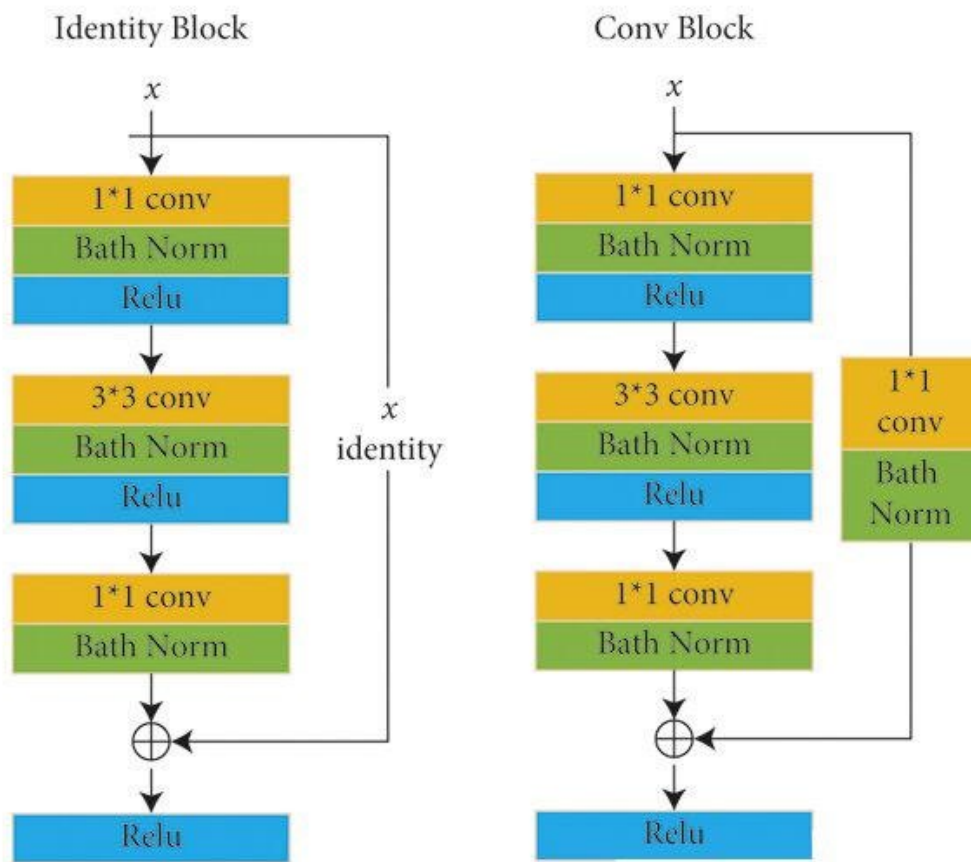 Identity Block
x
1*1 conv
Bath Norm
Relu
3*3 conv
Bath Norm
Relu
x
identity
1*1 conv
Bath Norm
Relu
Conv Block
x
1*1 conv
Bath Norm
Relu
3*3 conv
Bath Norm
Relu
1*1
conv
Bath
Norm
1*1 conv
Bath Norm
Relu